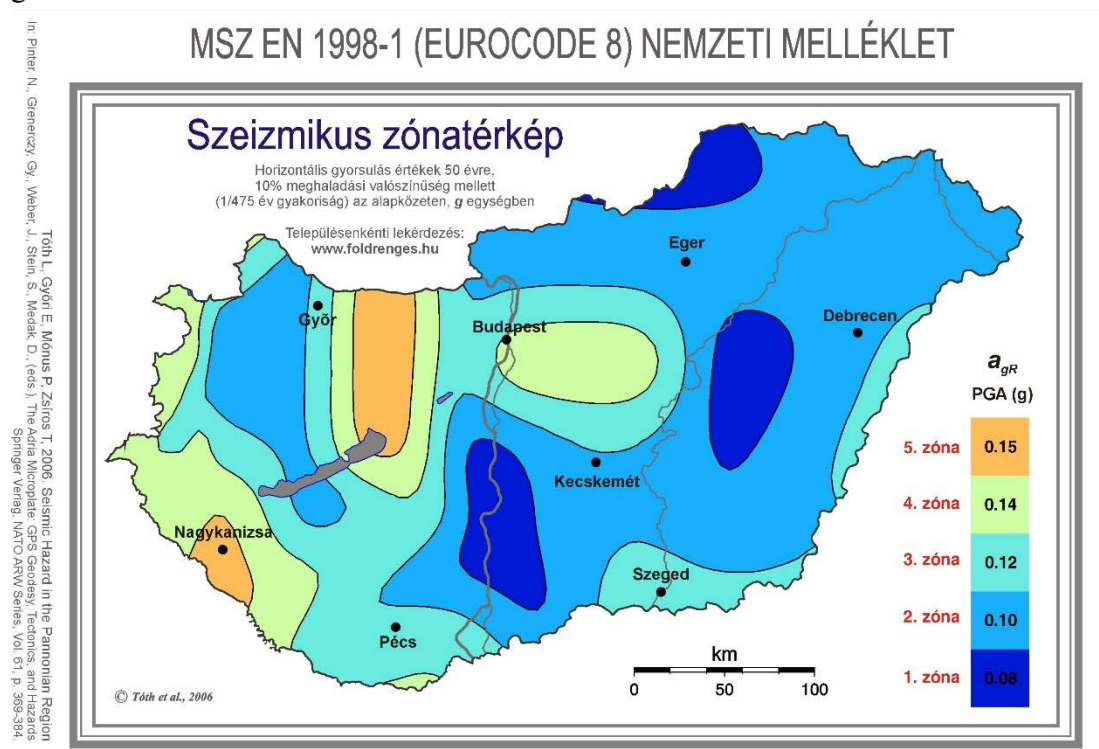 MSZ EN 1998-1 (EUROCODE 8) NEMZETI MELLÉKLET
Szeizmikus zónatérkép
Horizontális gyorsulás értékek 50 évre,
10% meghaladási valószínűség mellett
(1/475 év gyakoriság) az alapkőzeten, g egységben
Településenkénti lekérdezés:
www.foldrenges.hu
Eger
Győr
Budapest
Debrecen
Kecskemét
Nagykanizsa
Szeged
Pécs
agR
PGA (g)
5. zóna 0.15
4. zóna 0.14
3. zóna 0.12
2. zóna 0.10
1. zóna 0.08
km
0 50 100
© Tóth et al., 2006
Tóth L, Győri E, Mónus P, Zsíros T, 2006. Seismic Hazard in the Pannonian Region
In: Pinter, N., Grenerczy, Gy., Weber, J., Stein, S., Medak, D., (eds.), The Adria Microplate: GPS Geodesy, Tectonics, and Hazards
Springer Verlag, NATO ARW Series, Vol. 61, p. 369-384.